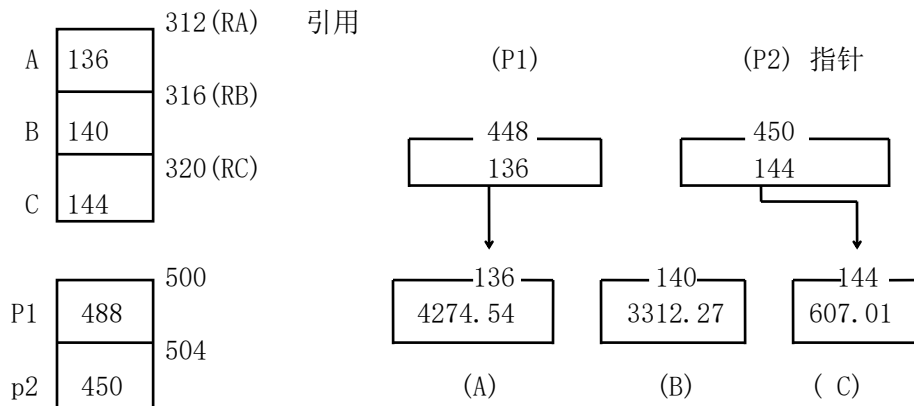 312(RA) 引用
A 136 (P1) (P2) 指针
316(RB)
B 140 448 450
320(RC) 136 144
C 144
500 136 140 144
P1 488 4274.54 3312.27 607.01
504
p2 450 (A) (B) ( C)